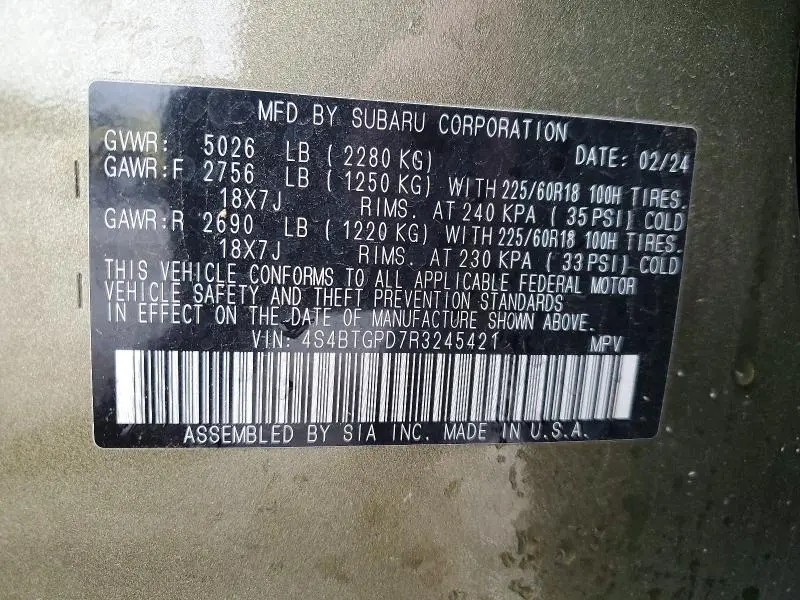 MFD BY SUBARU CORPORATION
GVWR: 5026 LB ( 2280 KG) DATE: 02/24
GAWR:F 2756 LB ( 1250 KG) WITH 225/60R18 100H TIRES.
18X7J RIMS. AT 240 KPA ( 35 PSI) COLD
GAWR:R 2690 LB ( 1220 KG) WITH 225/60R18 100H TIRES.
18X7J RIMS. AT 230 KPA ( 33 PSI) COLD
THIS VEHICLE CONFORMS TO ALL APPLICABLE FEDERAL MOTOR
VEHICLE SAFETY AND THEFT PREVENTION STANDARDS
IN EFFECT ON THE DATE OF MANUFACTURE SHOWN ABOVE.
VIN: 4S4BTGPD7R3245421 MPV
ASSEMBLED BY SIA INC. MADE IN U.S.A.